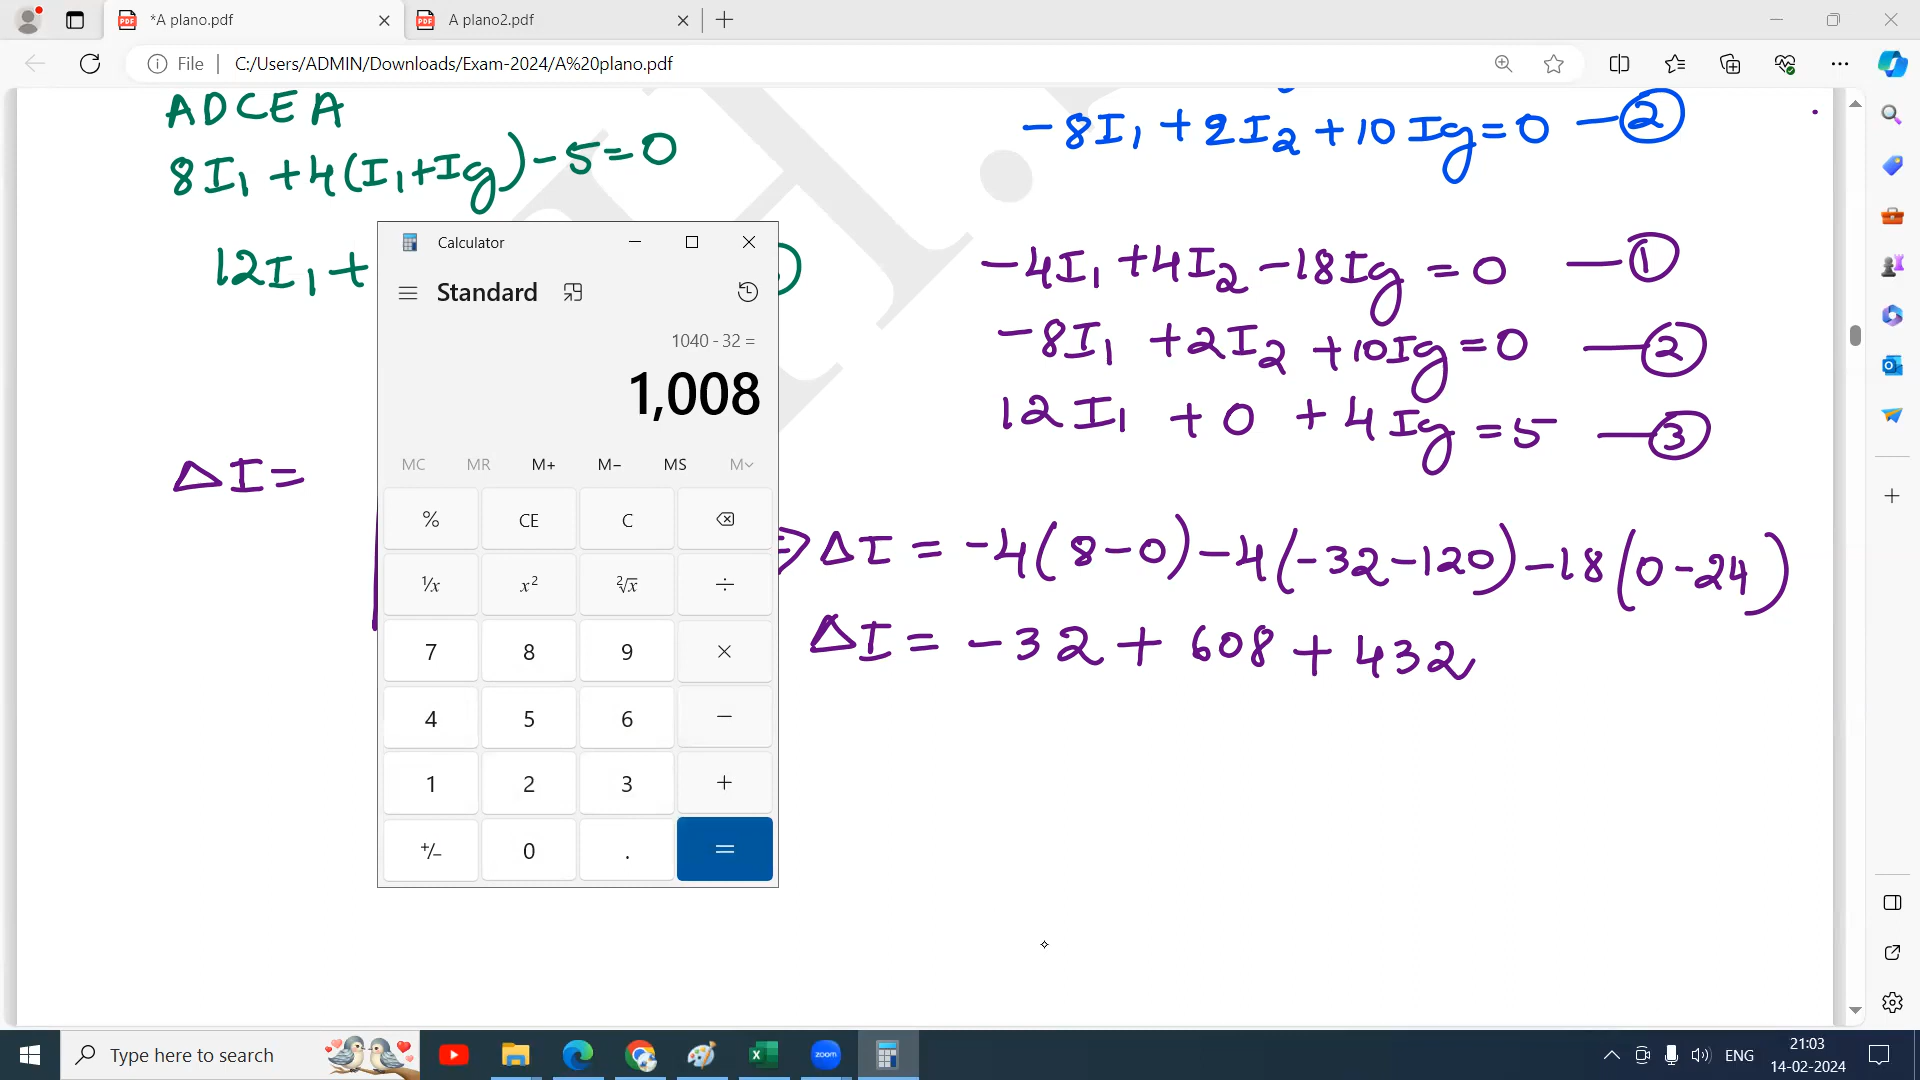 *A plano.pdf
A plano2.pdf
File
C:/Users/ADMIN/Downloads/Exam-2024/A%20plano.pdf
ADCEA
8I₁ +4(I₁+Ig)-5=0
12I₁ +
-8I₁ + 2I₂ +10 Ig=0 -②
-4I₁ +4I₂ -18Ig = 0 -①
-8I₁ +2I₂ +10Ig=0 -②
12I₁ +0 +4Ig =5 -③
ΔI=
⇒ΔI = -4(8-0)-4(-32-120)-18(0-24)
ΔI = -32 + 608 + 432
Calculator
Standard
1040 - 32 =
1,008
MC MR M+ M− MS M˅
% CE C ⌫
¹/x x² ²√x ÷
7 8 9 ×
4 5 6 −
1 2 3 +
+/− 0 . =
Type here to search
zoom
ENG
21:03
14-02-2024